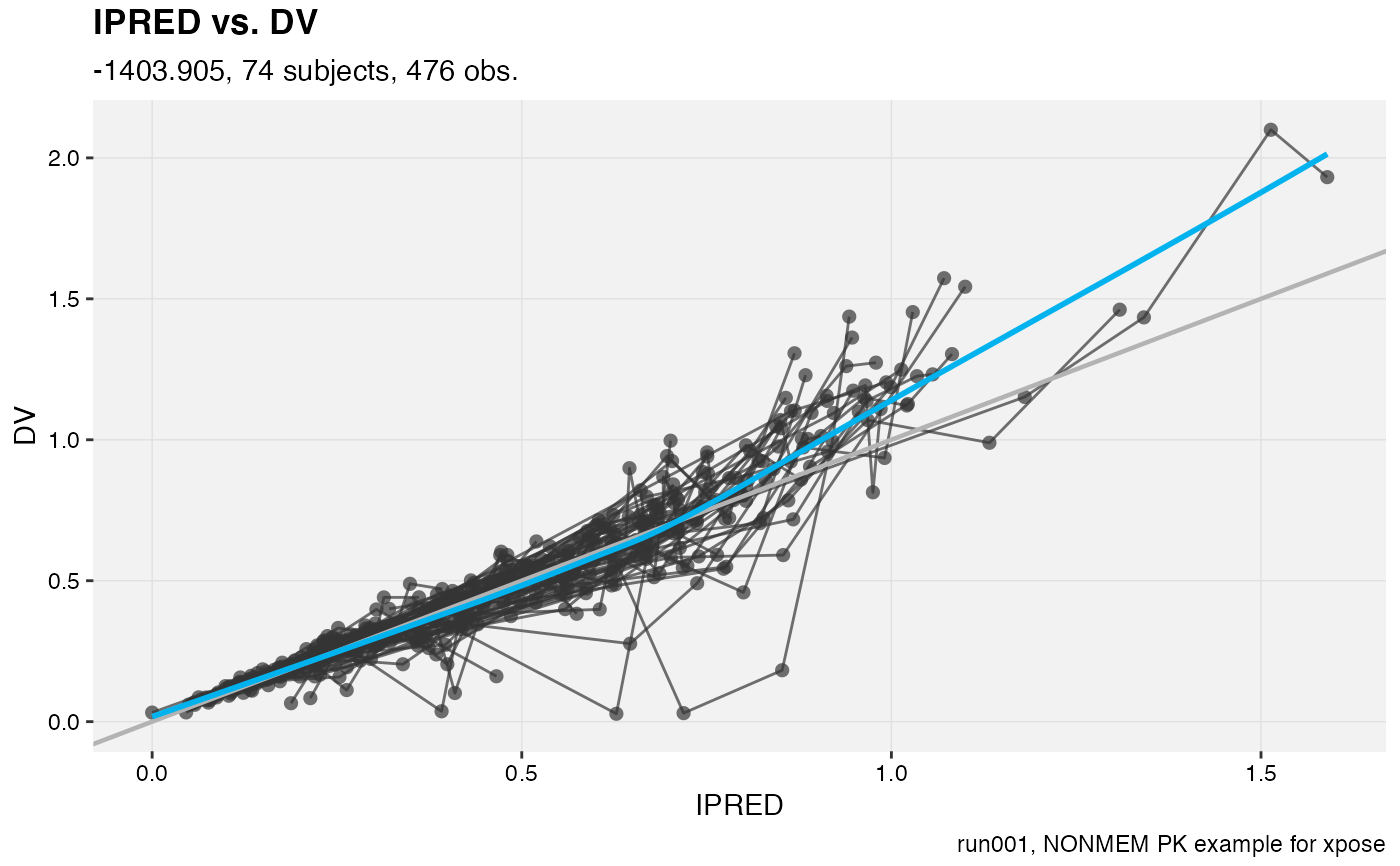 IPRED vs. DV
-1403.905, 74 subjects, 476 obs.
2.0
1.5
1.0
0.5
0.0
DV
0.0 0.5 1.0 1.5
IPRED
run001, NONMEM PK example for xpose